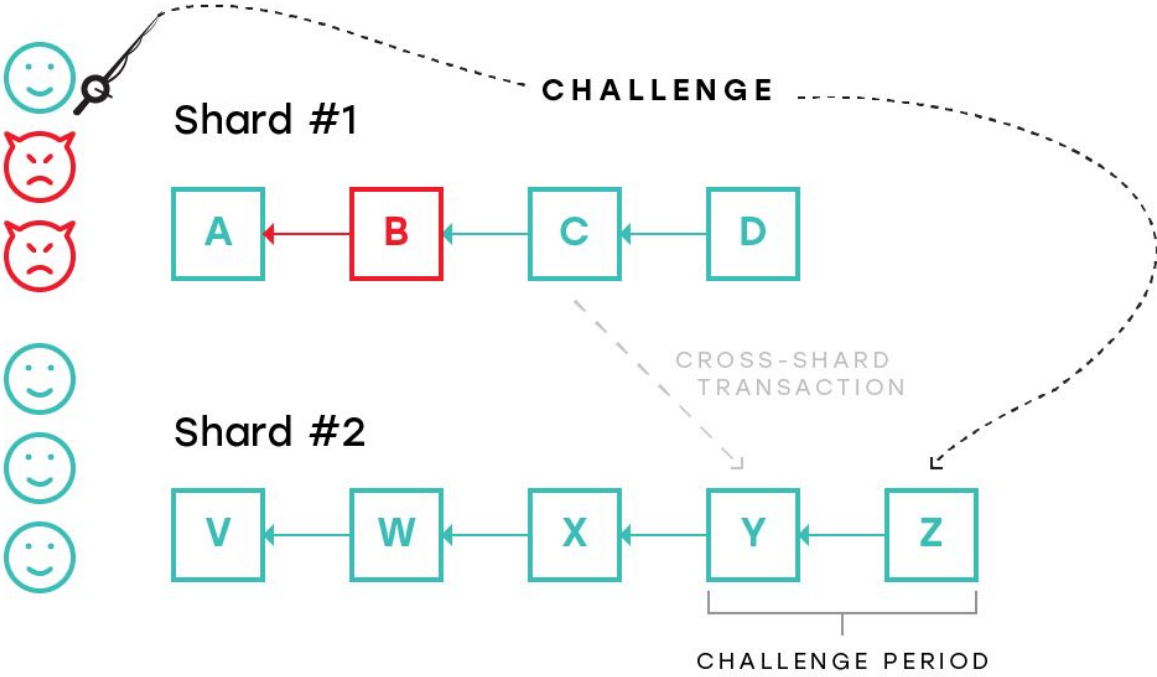 CHALLENGE
Shard #1
A B C D
CROSS-SHARD
TRANSACTION
Shard #2
V W X Y Z
CHALLENGE PERIOD